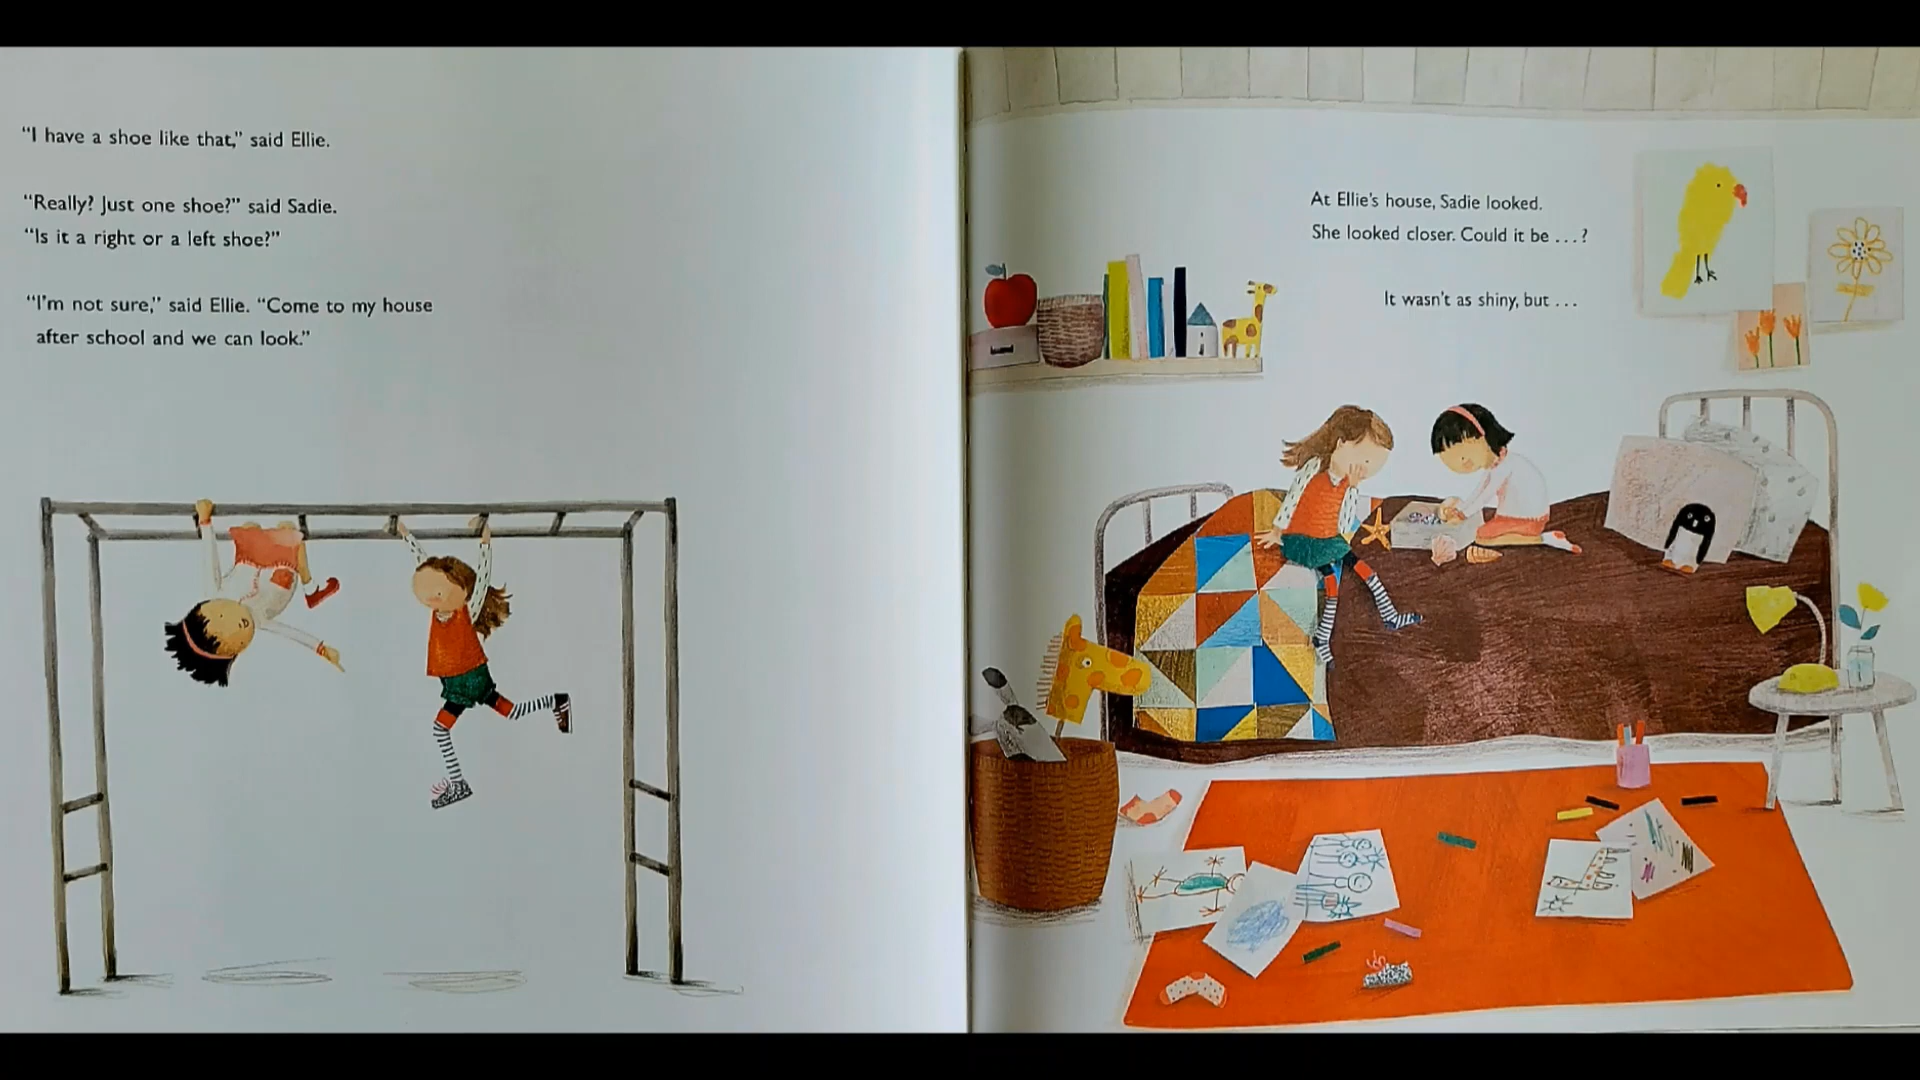 “I have a shoe like that,” said Ellie.
“Really? Just one shoe?” said Sadie.
“Is it a right or a left shoe?”
“I’m not sure,” said Ellie. “Come to my house
after school and we can look.”
At Ellie’s house, Sadie looked.
She looked closer. Could it be . . . ?
It wasn’t as shiny, but . . .